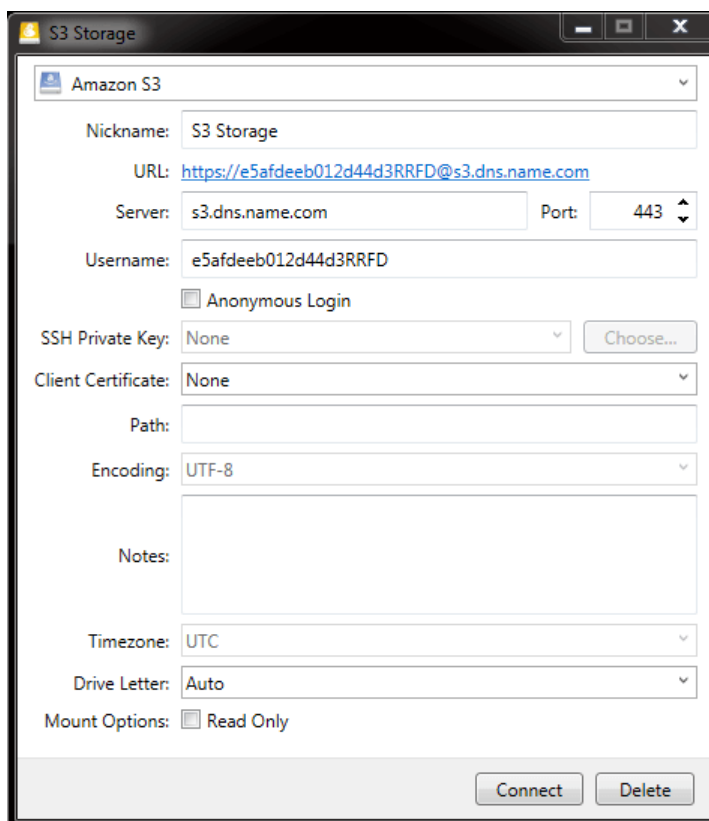 S3 Storage
Amazon S3
Nickname: S3 Storage
URL: https://e5afdeeb012d44d3RRFD@s3.dns.name.com
Server: s3.dns.name.com Port: 443
Username: e5afdeeb012d44d3RRFD
Anonymous Login
SSH Private Key: None Choose...
Client Certificate: None
Path:
Encoding: UTF-8
Notes:
Timezone: UTC
Drive Letter: Auto
Mount Options: Read Only
Connect Delete